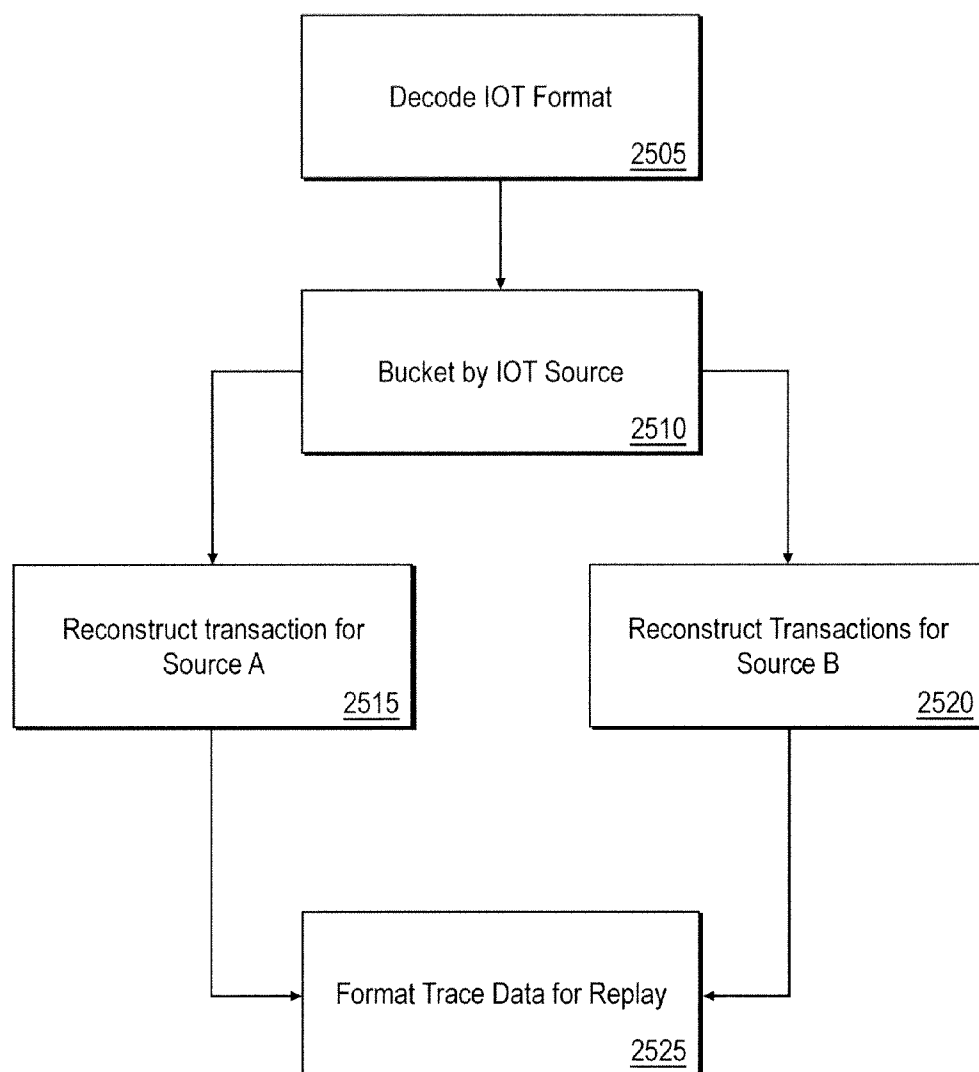 Decode IOT Format
2505
Bucket by IOT Source
2510
Reconstruct transaction for
Source A
2515
Reconstruct Transactions for
Source B
2520
Format Trace Data for Replay
2525